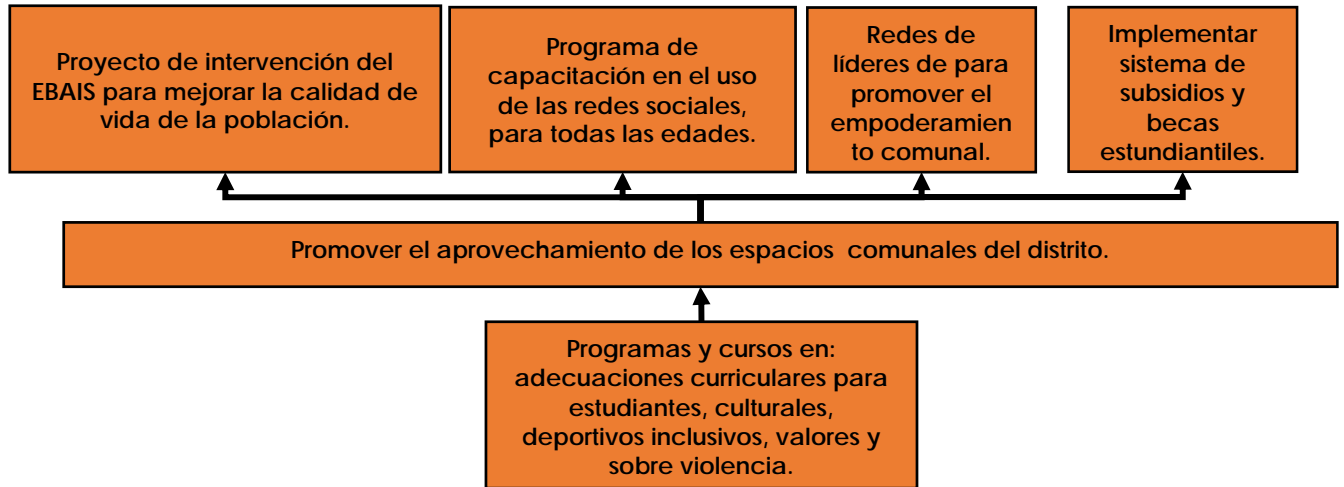 Proyecto de intervención del
EBAIS para mejorar la calidad de
vida de la población.
Programa de
capacitación en el uso
de las redes sociales,
para todas las edades.
Redes de
líderes de para
promover el
empoderamien
to comunal.
Implementar
sistema de
subsidios y
becas
estundiantiles.
Promover el aprovechamiento de los espacios comunales del distrito.
Programas y cursos en:
adecuaciones curriculares para
estudiantes, culturales,
deportivos inclusivos, valores y
sobre violencia.